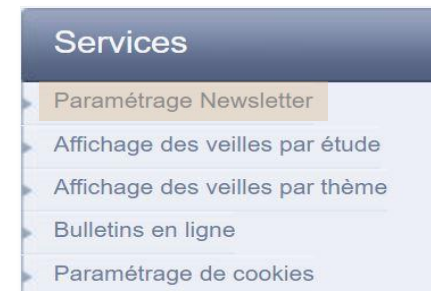 Services
Paramétrage Newsletter
Affichage des veilles par étude
Affichage des veilles par thème
Bulletins en ligne
Paramétrage de cookies